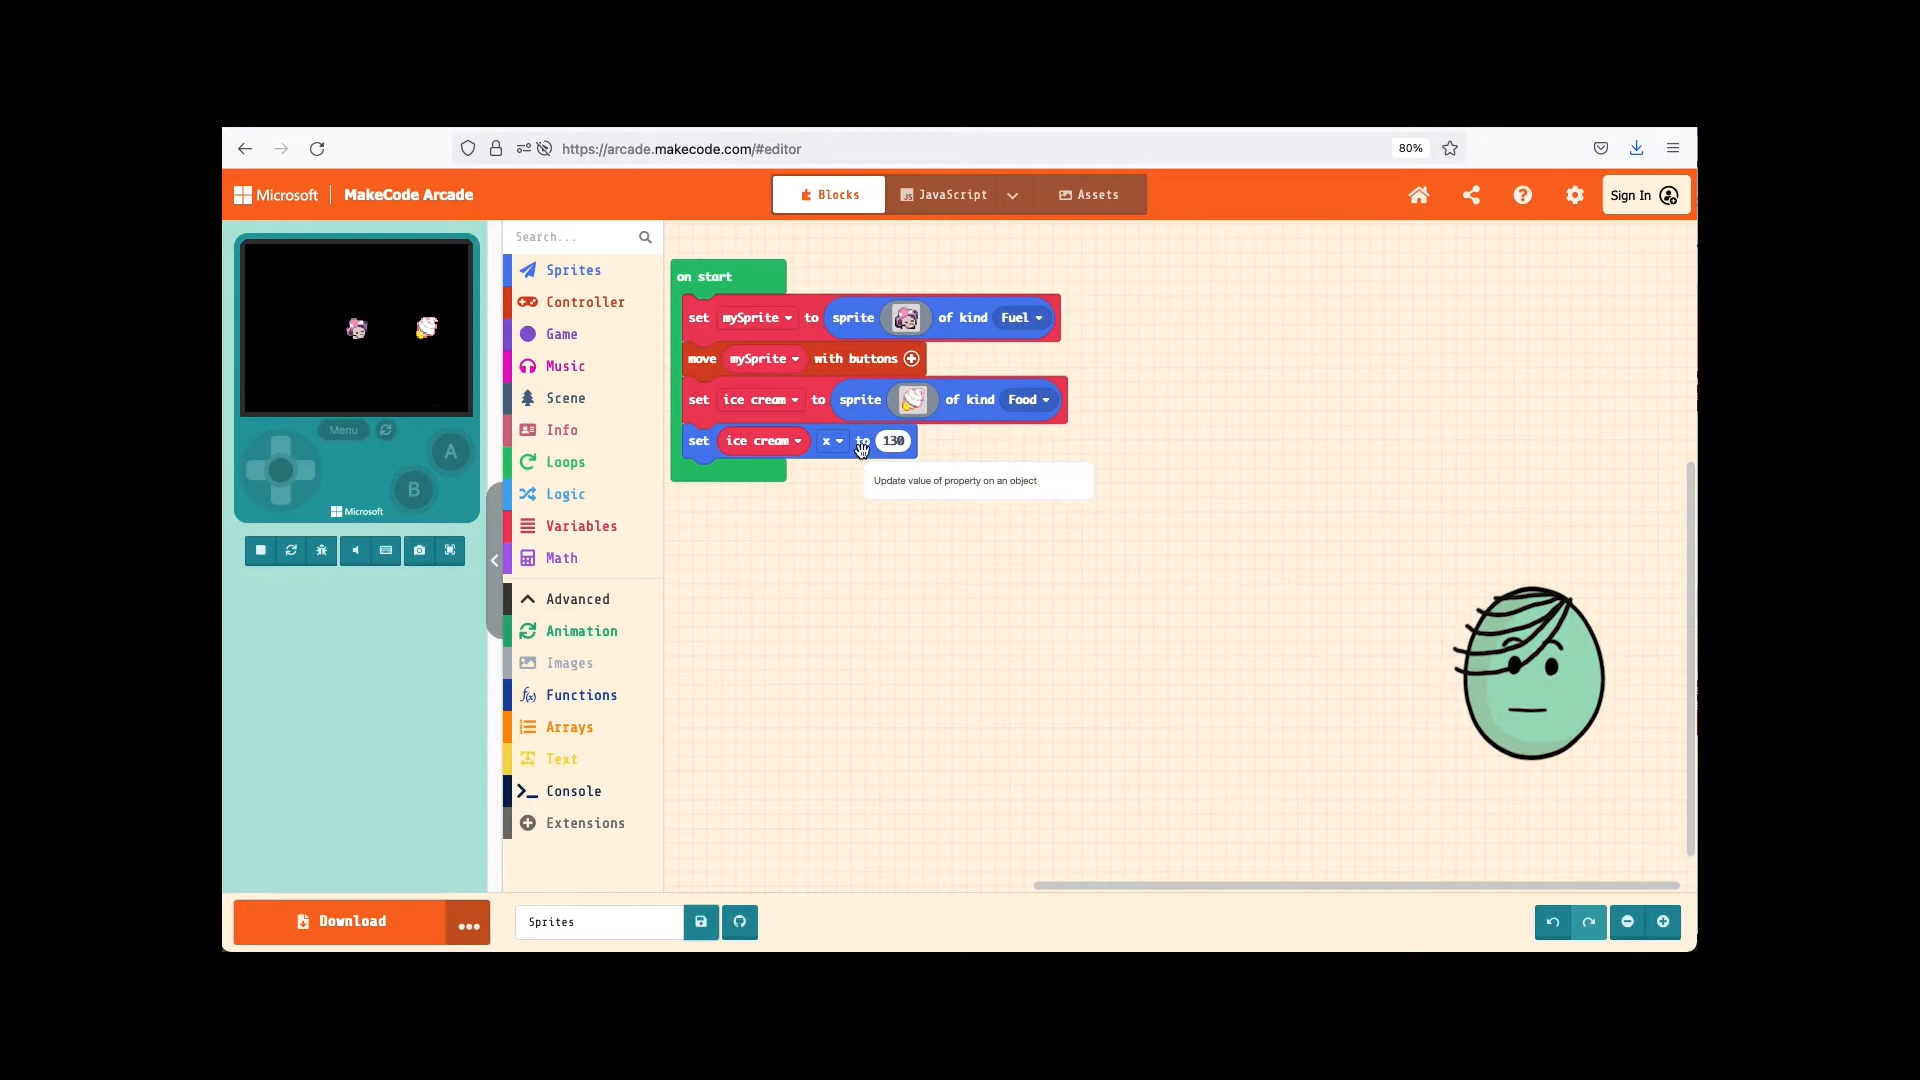 https://arcade.makecode.com/#editor
80%
Microsoft
MakeCode Arcade
Blocks
JavaScript
Assets
Sign In
Search...
Sprites
Controller
Game
Music
Scene
Info
Loops
Logic
Variables
Math
Advanced
Animation
Images
Functions
Arrays
Text
Console
Extensions
Menu
A
B
Microsoft
on start
set mySprite to sprite of kind Fuel
move mySprite with buttons
set ice cream to sprite of kind Food
set ice cream x to 130
Update value of property on an object
Download
Sprites